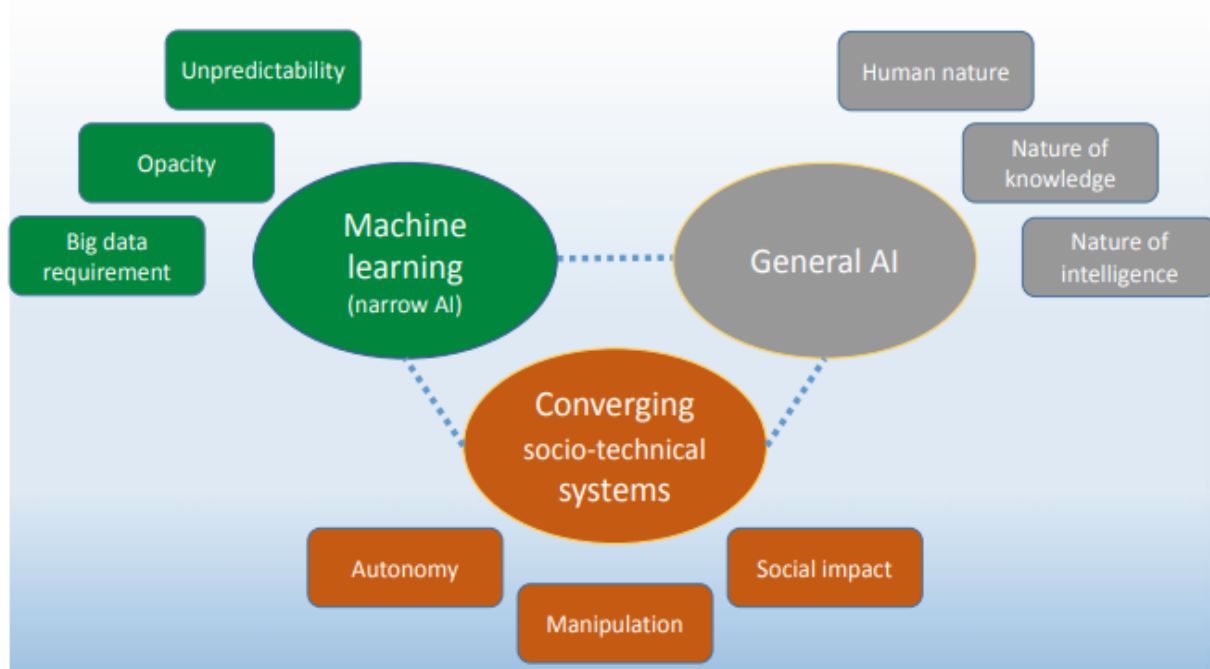 Unpredictability
Opacity
Big data
requirement
Machine
learning
(narrow AI)
Human nature
Nature of
knowledge
Nature of
intelligence
General AI
Converging
socio-technical
systems
Autonomy
Manipulation
Social impact